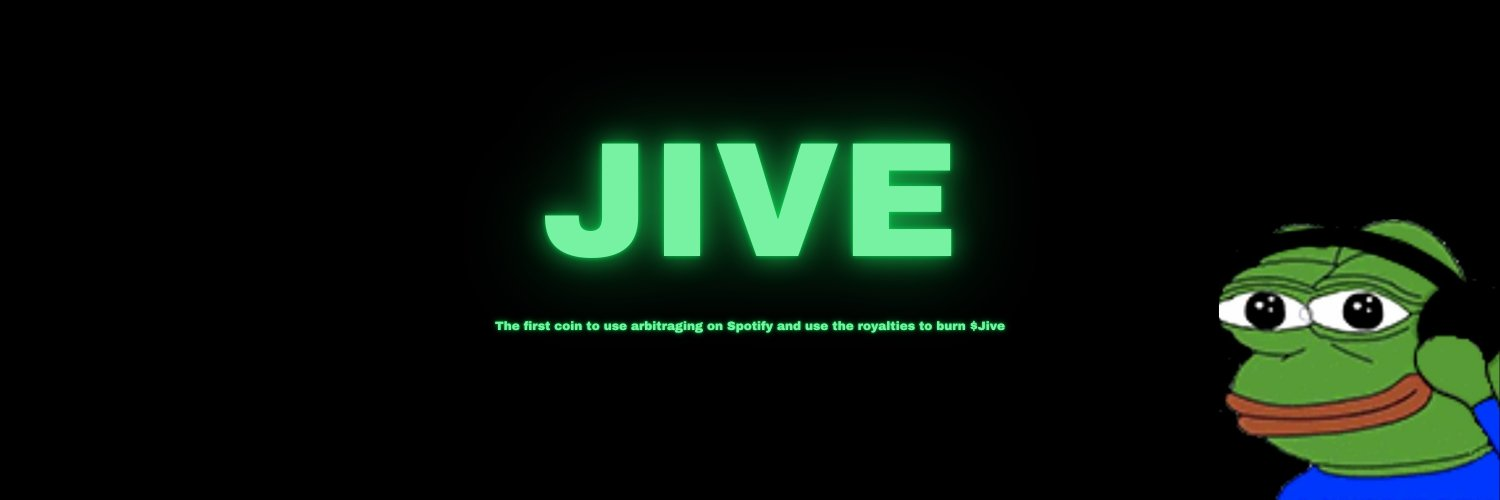 JIVE
The first coin to use arbitraging on Spotify and use the royalties to burn $Jive